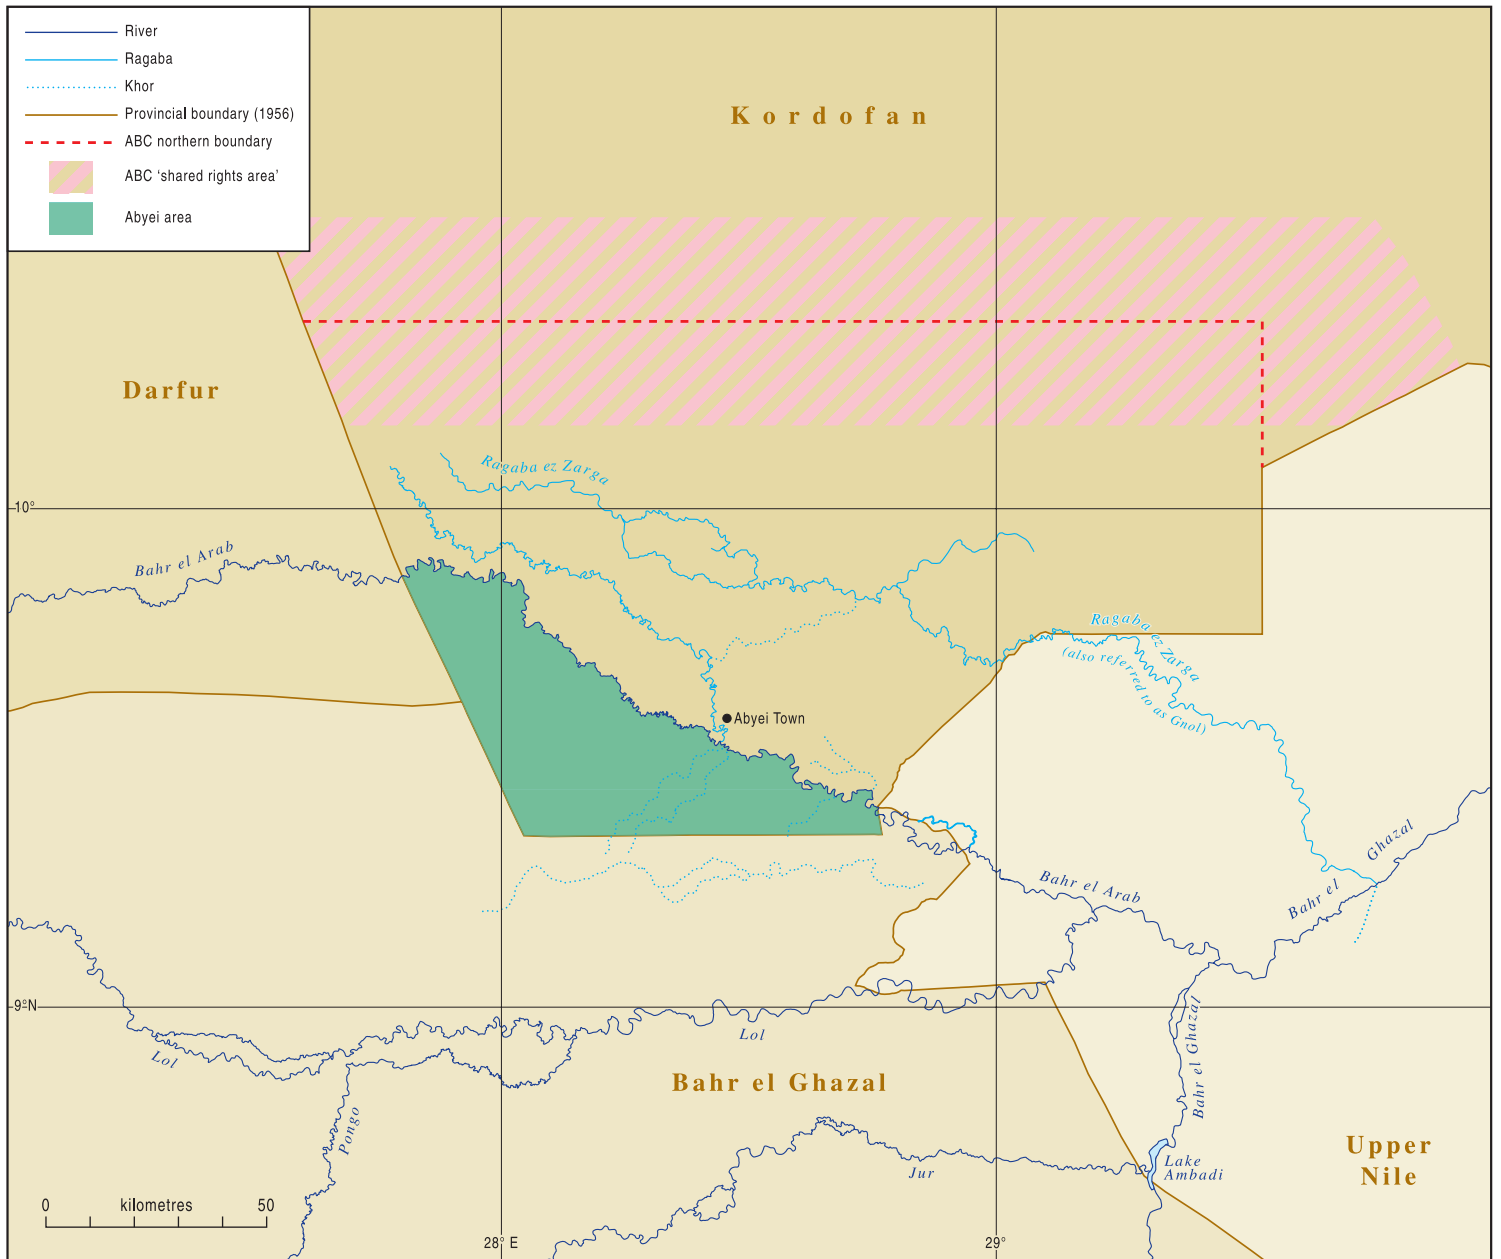 River
Ragaba
Khor
Provincial boundary (1956)
ABC northern boundary
ABC ‘shared rights area’
Abyei area
Kordofan
Darfur
Ragaba ez Zarga
10°
Bahr el Arab
Ragaba ez Zarga
(also referred to as Gnol)
Abyei Town
Bahr el Ghazal
Bahr el Arab
9°N
Lol
Lol
Bahr el Ghazal
Bahr el Ghazal
Pongo
Jur
Lake
Ambadi
Upper
Nile
0 kilometres 50
28° E
29°